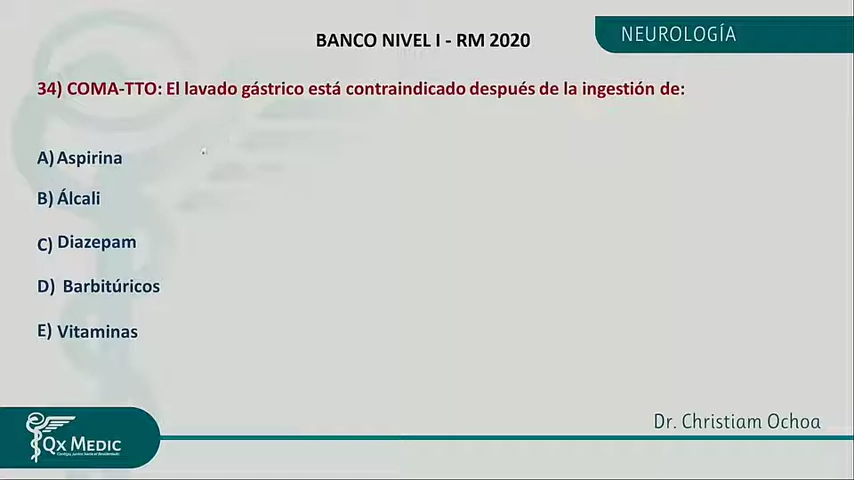 BANCO NIVEL I - RM 2020
NEUROLOGÍA
34) COMA-TTO: El lavado gástrico está contraindicado después de la ingestión de:
A) Aspirina
B) Álcali
C) Diazepam
D) Barbitúricos
E) Vitaminas
Dr. Christiam Ochoa
QX MEDIC